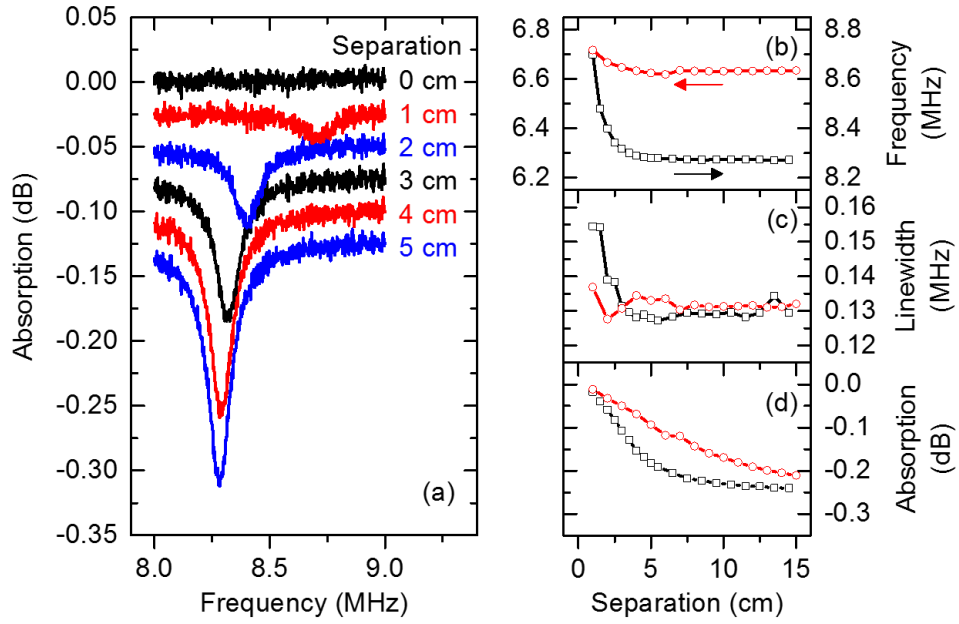 Separation
0 cm
1 cm
2 cm
3 cm
4 cm
5 cm
0.00
-0.05
-0.10
-0.15
-0.20
-0.25
-0.30
-0.35
Absorption (dB)
(a)
8.0
8.5
9.0
Frequency (MHz)
(b)
6.8
6.6
6.4
6.2
8.8
8.6
8.4
8.2
Frequency
(MHz)
(c)
0.16
0.15
0.14
0.13
0.12
Linewidth
(MHz)
(d)
0.0
-0.1
-0.2
-0.3
Absorption
(dB)
0
5
10
15
Separation (cm)